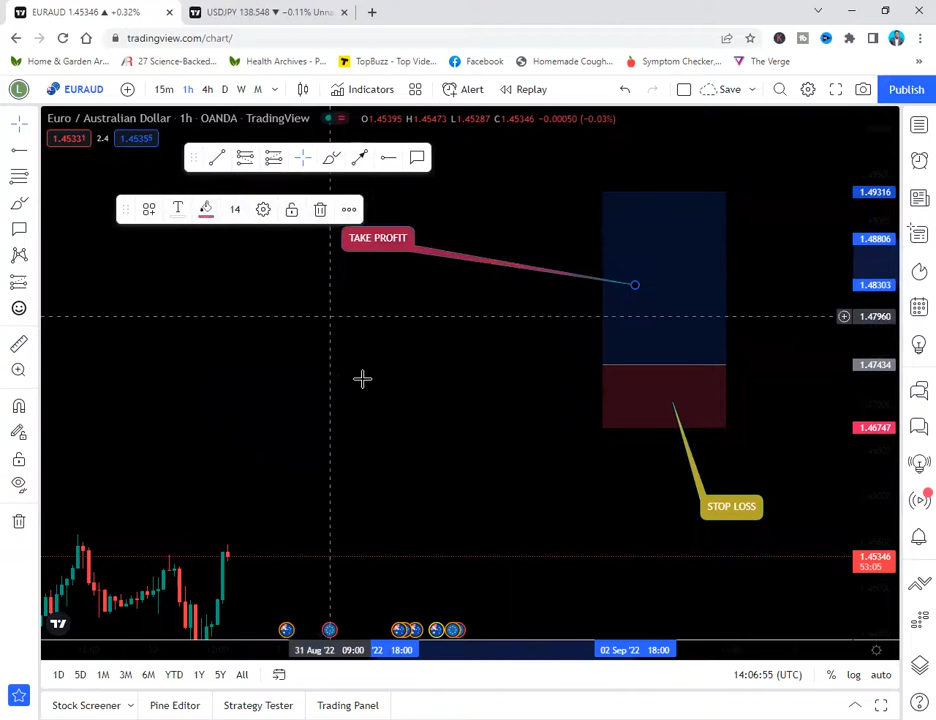 EURAUD 1.45346 ▲ +0.32%
USDJPY 138.548 ▼ −0.11% Unna
tradingview.com/chart/
Home & Garden Ar...
27 Science-Backed...
Health Archives - P...
TopBuzz - Top Vide...
Facebook
Homemade Cough...
Symptom Checker,...
The Verge
»
L
EURAUD
15m
1h
4h
D
W
M
Indicators
Alert
Replay
Save
Publish
Euro / Australian Dollar · 1h · OANDA · TradingView
O1.45395 H1.45473 L1.45287 C1.45346 −0.00050 (−0.03%)
1.45331
2.4
1.45355
T
14
TAKE PROFIT
STOP LOSS
1.49316
1.48806
1.48303
1.47960
1.47434
1.46747
1.45346
53:05
31 Aug '22 09:00
'22 18:00
02 Sep '22 18:00
1D
5D
1M
3M
6M
YTD
1Y
5Y
All
14:06:55 (UTC)
%
log
auto
Stock Screener
Pine Editor
Strategy Tester
Trading Panel